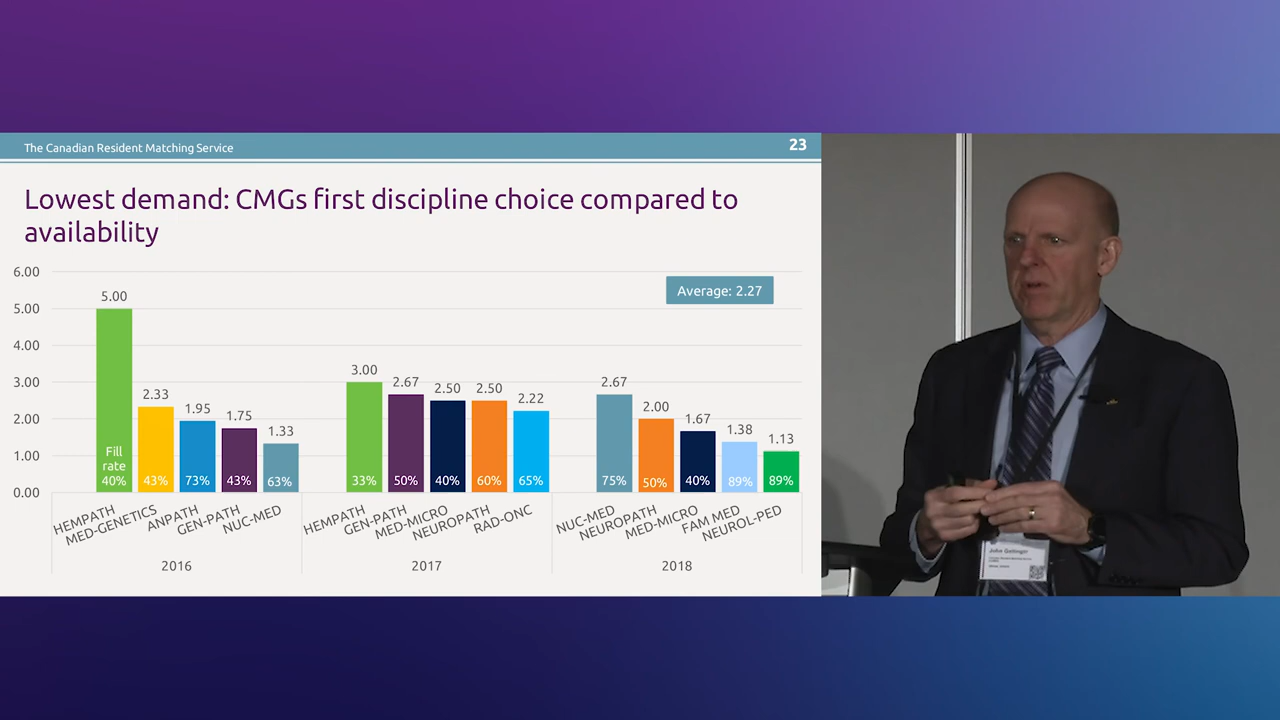 The Canadian Resident Matching Service
23
Lowest demand: CMGs first discipline choice compared to
availability
6.00
5.00
4.00
3.00
2.00
1.00
0.00
Average: 2.27
5.00
2.33
1.95
1.75
1.33
3.00
2.67
2.50
2.50
2.22
2.67
2.00
1.67
1.38
1.13
Fill
rate
40%
43%
73%
43%
63%
33%
50%
40%
60%
65%
75%
50%
40%
89%
89%
HEMPATH
MED-GENETICS
ANPATH
GEN-PATH
NUC-MED
HEMPATH
GEN-PATH
MED-MICRO
NEUROPATH
RAD-ONC
NUC-MED
NEUROPATH
MED-MICRO
FAM MED
NEUROL-PED
2016
2017
2018
John Gallinger